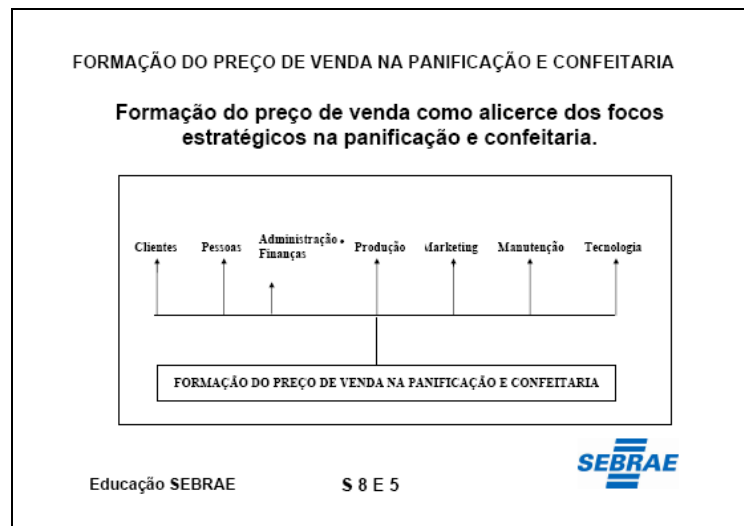 FORMAÇÃO DO PREÇO DE VENDA NA PANIFICAÇÃO E CONFEITARIA
Formação do preço de venda como alicerce dos focos
estratégicos na panificação e confeitaria.
Clientes
Pessoas
Administração •
Finanças
Produção
Marketing
Manutenção
Tecnologia
FORMAÇÃO DO PREÇO DE VENDA NA PANIFICAÇÃO E CONFEITARIA
Educação SEBRAE
S 8 E 5
SEBRAE